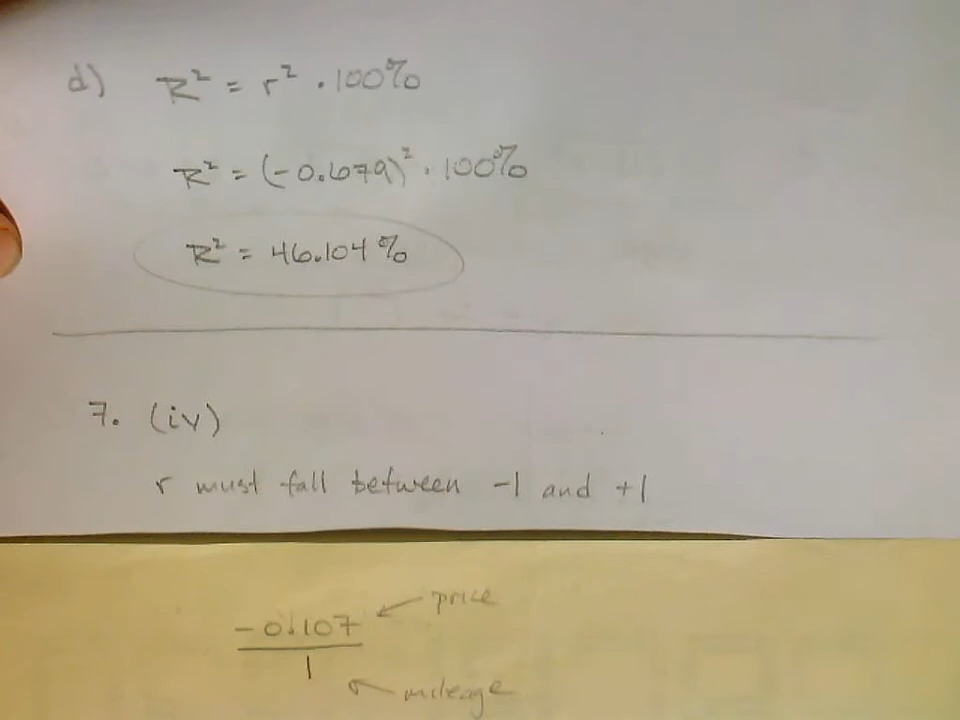 d) R² = r² · 100%
R² = (-0.679)² · 100%
R² = 46.104%
7. (iv)
r must fall between -1 and +1
price
-0.107
1
mileage